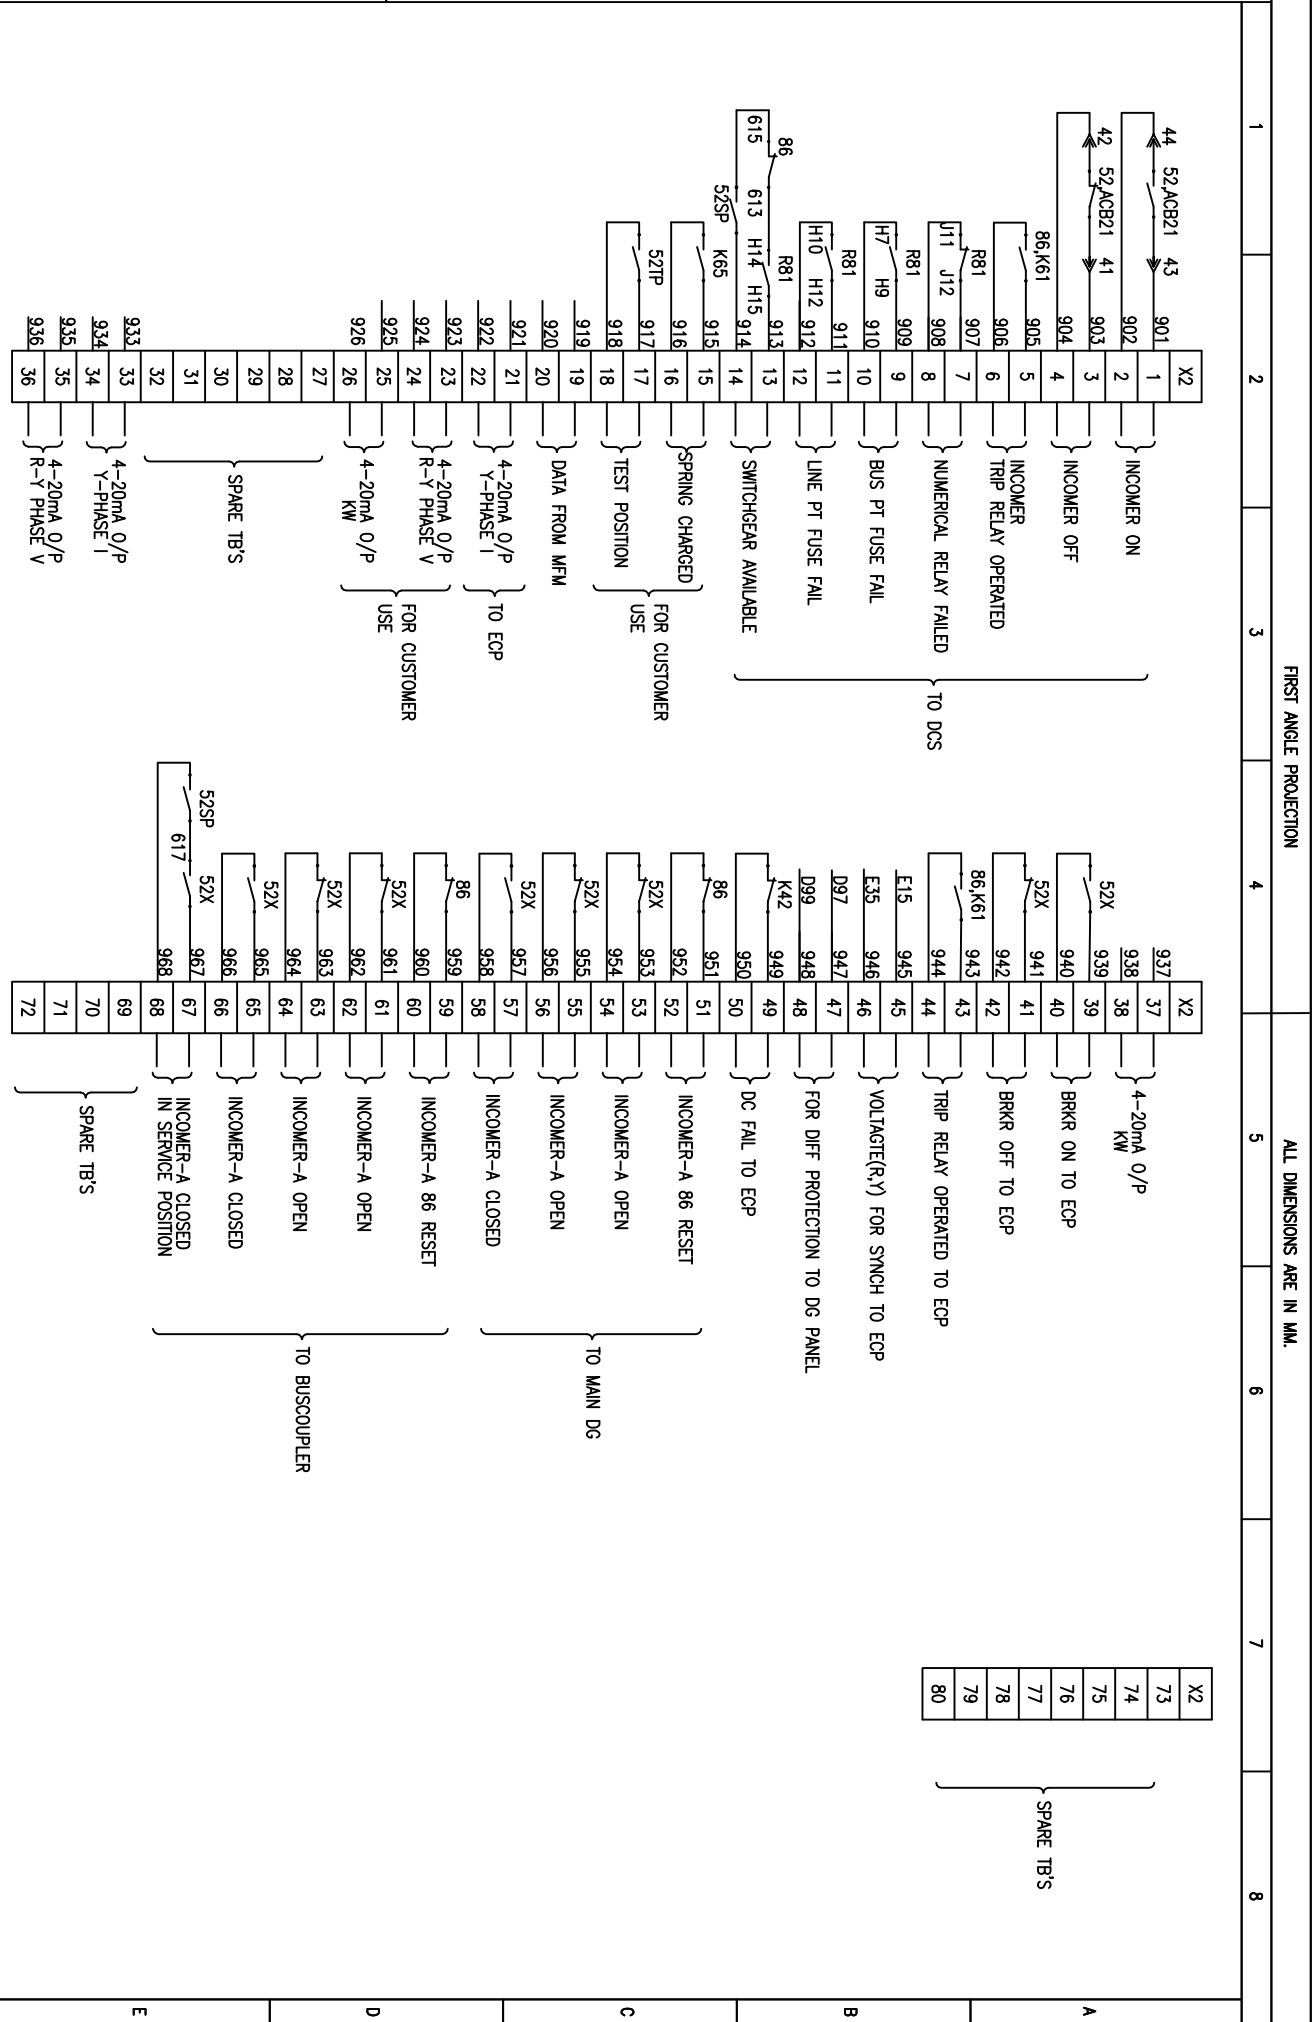 FIRST ANGLE PROJECTION
ALL DIMENSIONS ARE IN MM.
1
2
3
4
5
6
7
8
A
B
C
D
E
X2
44 52,ACB21 43 901 1
902 2
INCOMER ON
42 52,ACB21 41 903 3
904 4
INCOMER OFF
86,K61 905 5
906 6
INCOMER
TRIP RELAY OPERATED
J11 R81 J12 907 7
908 8
NUMERICAL RELAY FAILED
H7 R81 H9 909 9
910 10
BUS PT FUSE FAIL
H10 R81 H12 911 11
912 12
LINE PT FUSE FAIL
615 86 613 H14 R81 H15 913 13
52SP 914 14
SWITCHGEAR AVAILABLE
TO DCS
K65 915 15
916 16
SPRING CHARGED
52TP 917 17
918 18
TEST POSITION
FOR CUSTOMER
USE
919 19
920 20
DATA FROM MFM
921 21
922 22
4-20mA O/P
Y-PHASE I
TO ECP
923 23
924 24
4-20mA O/P
R-Y PHASE V
925 25
926 26
4-20mA O/P
KW
FOR CUSTOMER
USE
27
28
29
30
31
32
SPARE TB'S
933 33
934 34
4-20mA O/P
Y-PHASE I
935 35
936 36
4-20mA O/P
R-Y PHASE V
X2
937 37
938 38
4-20mA O/P
KW
52X 939 39
940 40
BRKR ON TO ECP
52X 941 41
942 42
BRKR OFF TO ECP
86,K61 943 43
944 44
TRIP RELAY OPERATED TO ECP
E15 945 45
E35 946 46
VOLTAGTE(R,Y) FOR SYNCH TO ECP
D97 947 47
D99 948 48
FOR DIFF PROTECTION TO DG PANEL
K42 949 49
950 50
DC FAIL TO ECP
86 951 51
952 52
INCOMER-A 86 RESET
52X 953 53
954 54
INCOMER-A OPEN
52X 955 55
956 56
INCOMER-A OPEN
52X 957 57
958 58
INCOMER-A CLOSED
TO MAIN DG
86 959 59
960 60
INCOMER-A 86 RESET
52X 961 61
962 62
INCOMER-A OPEN
52X 963 63
964 64
INCOMER-A OPEN
52X 965 65
966 66
INCOMER-A CLOSED
52SP 617 52X 967 67
968 68
INCOMER-A CLOSED
IN SERVICE POSITION
TO BUSCOUPLER
69
70
71
72
SPARE TB'S
X2
73
74
75
76
77
78
79
80
SPARE TB'S